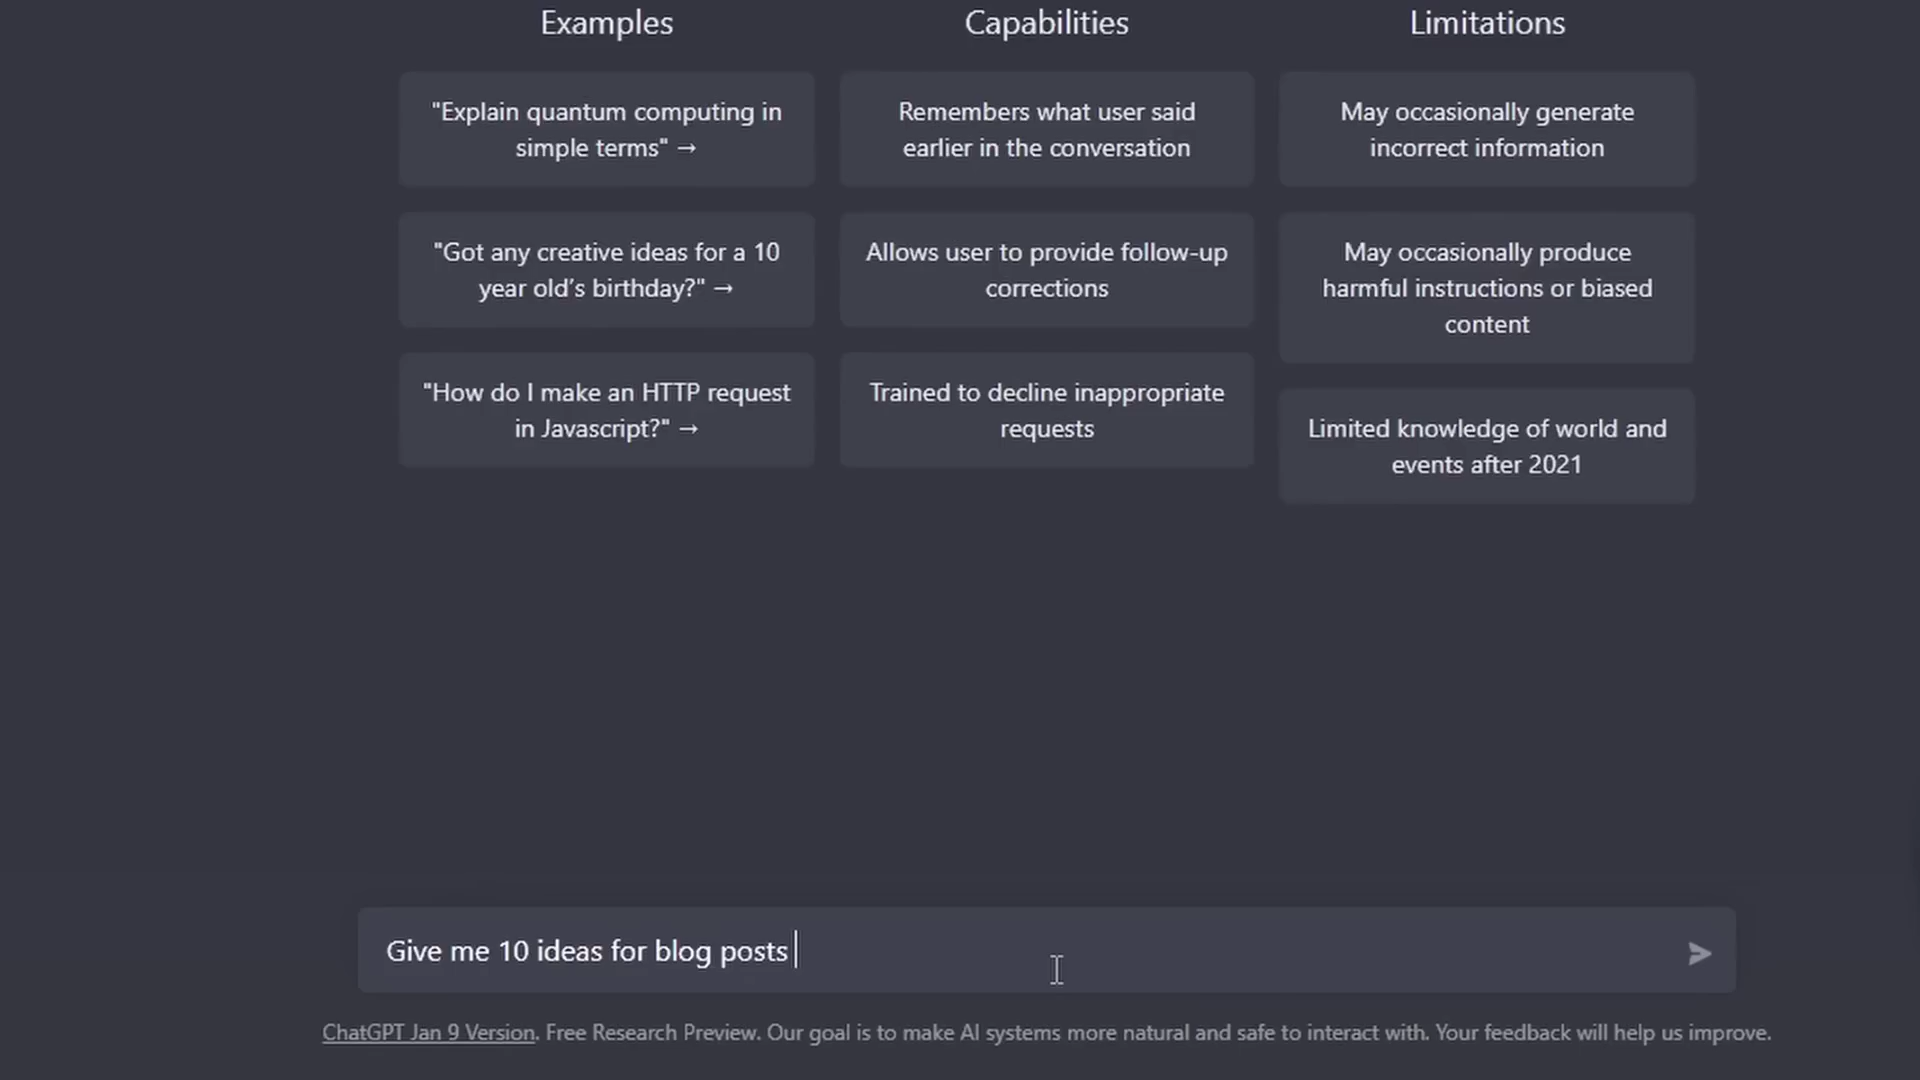 Examples
Capabilities
Limitations
"Explain quantum computing in
simple terms" →
Remembers what user said
earlier in the conversation
May occasionally generate
incorrect information
"Got any creative ideas for a 10
year old’s birthday?" →
Allows user to provide follow-up
corrections
May occasionally produce
harmful instructions or biased
content
"How do I make an HTTP request
in Javascript?" →
Trained to decline inappropriate
requests
Limited knowledge of world and
events after 2021
Give me 10 ideas for blog posts
ChatGPT Jan 9 Version. Free Research Preview. Our goal is to make AI systems more natural and safe to interact with. Your feedback will help us improve.